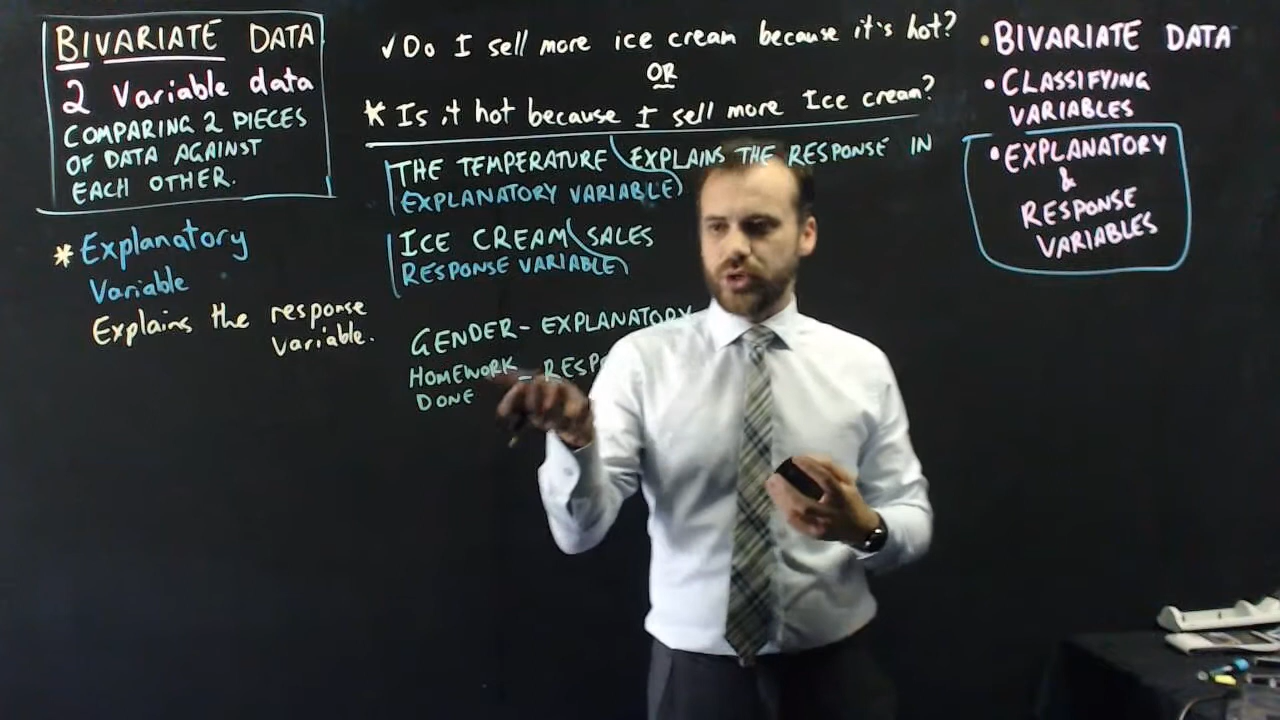 BIVARIATE DATA
2 Variable data
COMPARING 2 PIECES
OF DATA AGAINST
EACH OTHER.
* Explanatory
Variable
Explains the response
variable.
✓ Do I sell more ice cream because it's hot?
OR
* Is it hot because I sell more Ice cream?
THE TEMPERATURE EXPLAINS THE RESPONSE IN
EXPLANATORY VARIABLE
ICE CREAM SALES
RESPONSE VARIABLE
GENDER - EXPLANATORY
HOMEWORK - RESP
DONE
• BIVARIATE DATA
• CLASSIFYING
VARIABLES
• EXPLANATORY
&
RESPONSE
VARIABLES